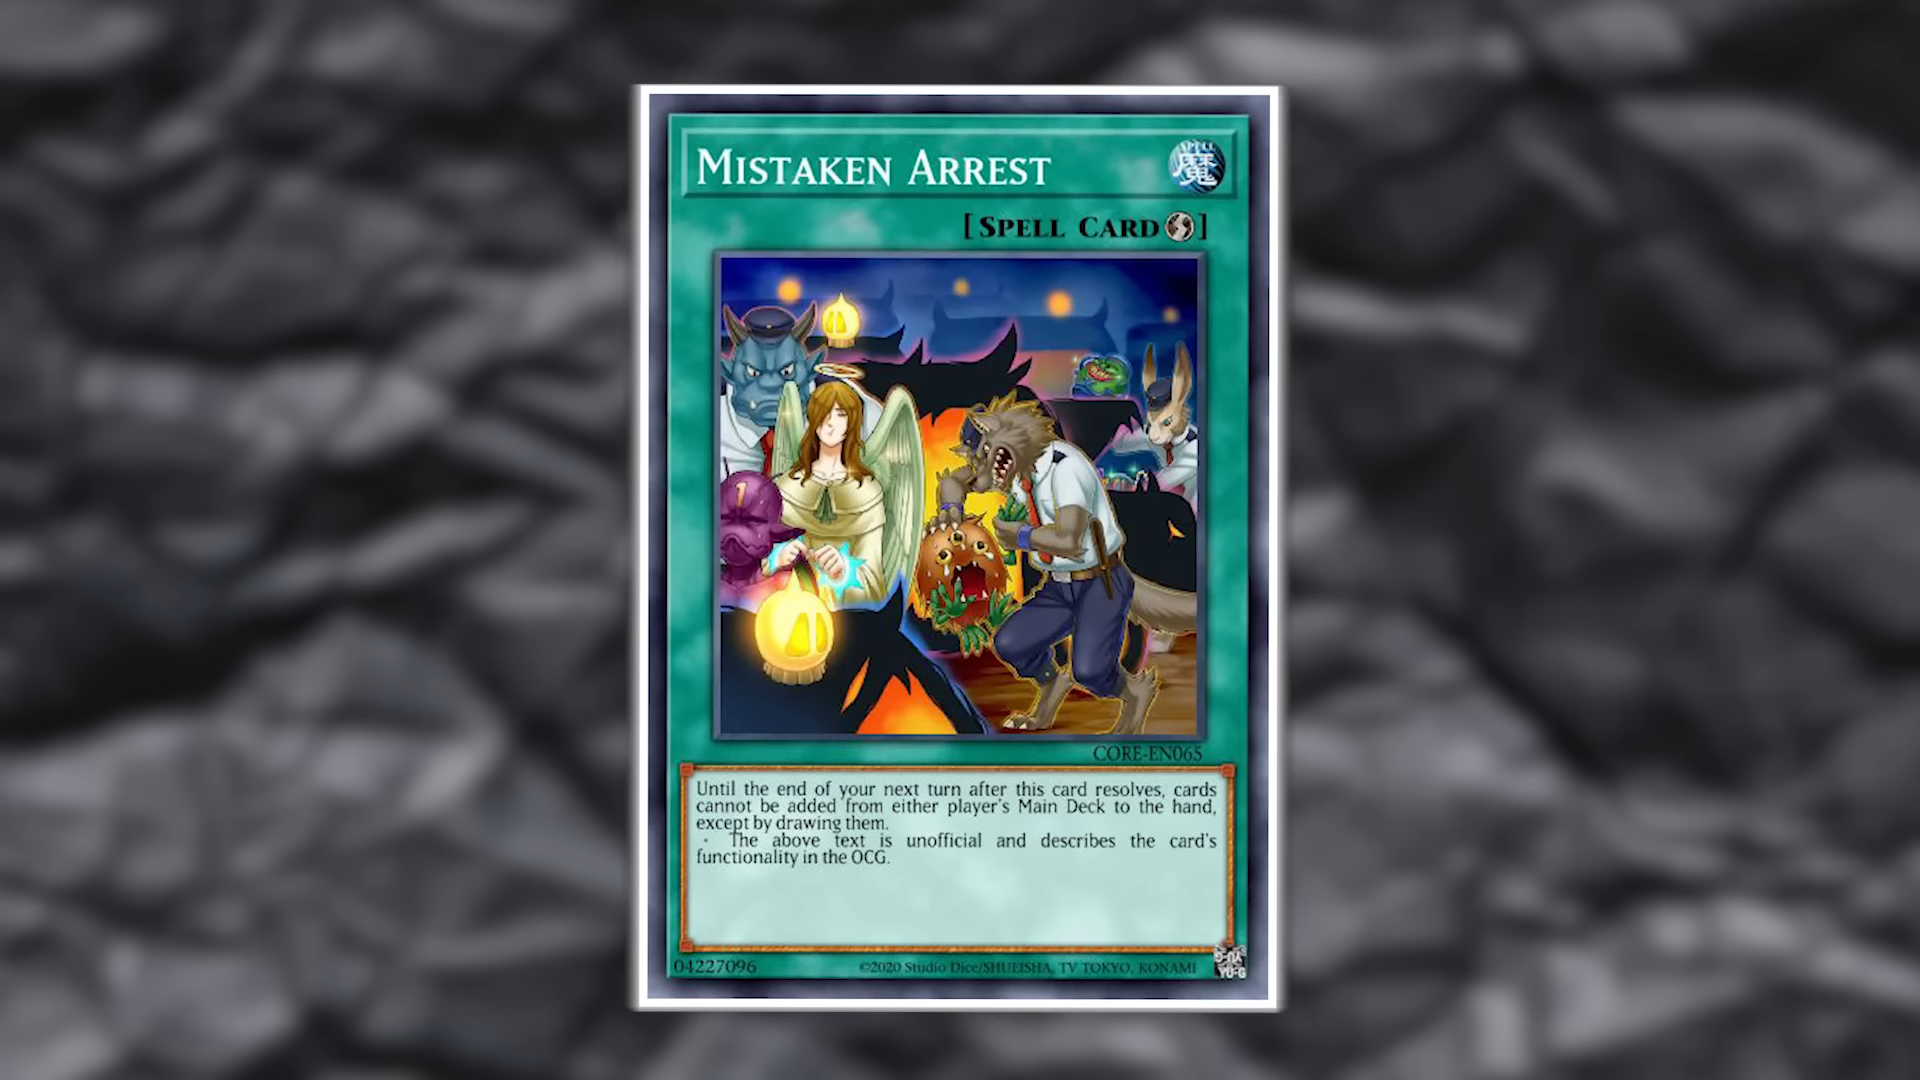 MISTAKEN ARREST
SPELL
魔
[SPELL CARD]
1
CORE-EN065
Until the end of your next turn after this card resolves, cards
cannot be added from either player's Main Deck to the hand,
except by drawing them.
· The above text is unofficial and describes the card's
functionality in the OCG.
04227096
©2020 Studio Dice/SHUEISHA, TV TOKYO, KONAMI